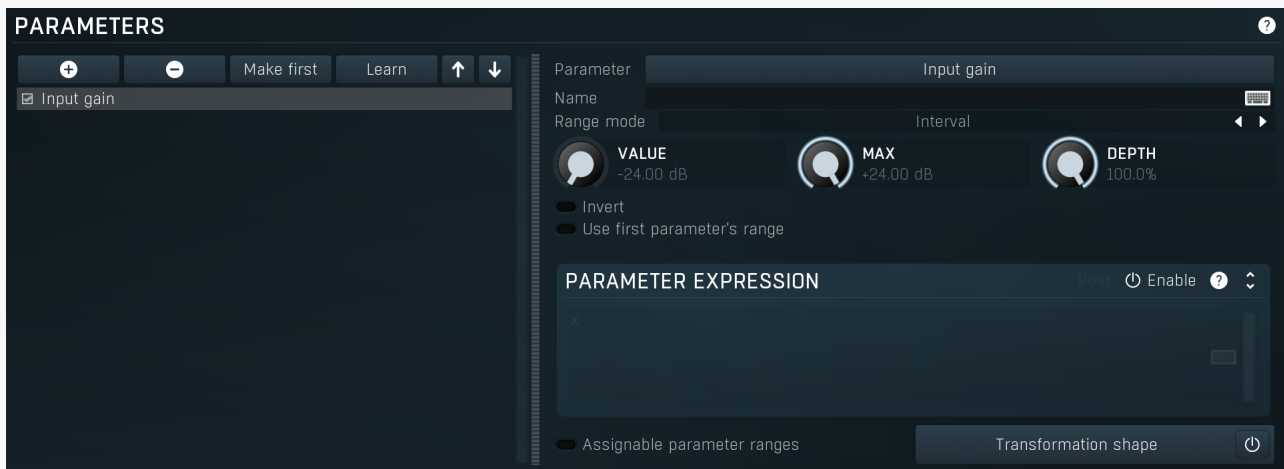 PARAMETERS
?
Make first
Learn
Input gain
Parameter
Input gain
Name
Range mode
Interval
VALUE
-24.00 dB
MAX
+24.00 dB
DEPTH
100.0%
Invert
Use first parameter's range
PARAMETER EXPRESSION
Post
Enable
?
x
Assignable parameter ranges
Transformation shape